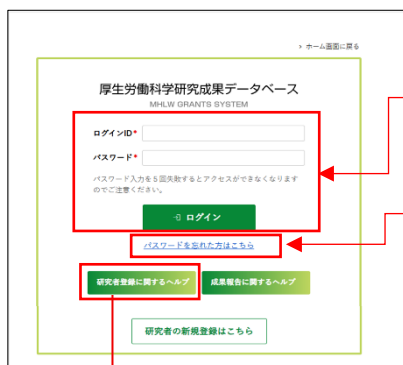 › ホーム画面に戻る
厚生労働科学研究成果データベース
MHLW GRANTS SYSTEM
ログインID*
パスワード*
パスワード入力を5回失敗するとアクセスができなくなります
のでご注意ください。
ログイン
パスワードを忘れた方はこちら
研究者登録に関するヘルプ 成果報告に関するヘルプ
研究者の新規登録はこちら